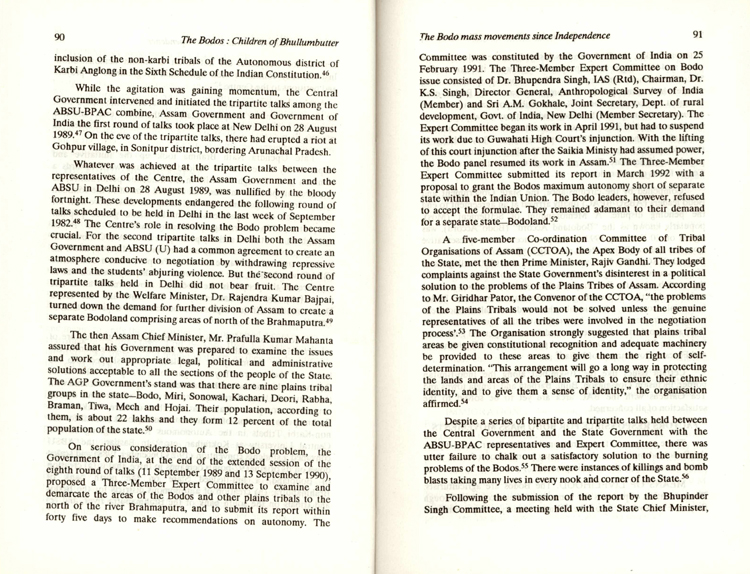 90
The Bodos : Children of Bhullumbutter
inclusion of the non-karbi tribals of the Autonomous district of
Karbi Anglong in the Sixth Schedule of the Indian Constitution.46
While the agitation was gaining momentum, the Central
Government intervened and initiated the tripartite talks among the
ABSU-BPAC combine, Assam Government and Government of
India the first round of talks took place at New Delhi on 28 August
1989.47 On the eve of the tripartite talks, there had erupted a riot at
Gohpur village, in Sonitpur district, bordering Arunachal Pradesh.
Whatever was achieved at the tripartite talks between the
representatives of the Centre, the Assam Government and the
ABSU in Delhi on 28 August 1989, was nullified by the bloody
fortnight. These developments endangered the following round of
talks scheduled to be held in Delhi in the last week of September
1982.48 The Centre's role in resolving the Bodo problem became
crucial. For the second tripartite talks in Delhi both the Assam
Government and ABSU (U) had a common agreement to create an
atmosphere conducive to negotiation by withdrawing repressive
laws and the students' abjuring violence. But the second round of
tripartite talks held in Delhi did not bear fruit. The Centre
represented by the Welfare Minister, Dr. Rajendra Kumar Bajpai,
turned down the demand for further division of Assam to create a
separate Bodoland comprising areas of north of the Brahmaputra.49
The then Assam Chief Minister, Mr. Prafulla Kumar Mahanta
assured that his Government was prepared to examine the issues
and work out appropriate legal, political and administrative
solutions acceptable to all the sections of the people of the State.
The AGP Government's stand was that there are nine plains tribal
groups in the state—Bodo, Miri, Sonowal, Kachari, Deori, Rabha,
Braman, Tiwa, Mech and Hojai. Their population, according to
them, is about 22 lakhs and they form 12 percent of the total
population of the state.50
On serious consideration of the Bodo problem, the
Government of India, at the end of the extended session of the
eighth round of talks (11 September 1989 and 13 September 1990),
proposed a Three-Member Expert Committee to examine and
demarcate the areas of the Bodos and other plains tribals to the
north of the river Brahmaputra, and to submit its report within
forty five days to make recommendations on autonomy. The
The Bodo mass movements since Independence
91
Committee was constituted by the Government of India on 25
February 1991. The Three-Member Expert Committee on Bodo
issue consisted of Dr. Bhupendra Singh, IAS (Rtd), Chairman, Dr.
K.S. Singh, Director General, Anthropological Survey of India
(Member) and Sri A.M. Gokhale, Joint Secretary, Dept. of rural
development, Govt. of India, New Delhi (Member Secretary). The
Expert Committee began its work in April 1991, but had to suspend
its work due to Guwahati High Court's injunction. With the lifting
of this court injunction after the Saikia Ministy had assumed power,
the Bodo panel resumed its work in Assam.51 The Three-Member
Expert Committee submitted its report in March 1992 with a
proposal to grant the Bodos maximum autonomy short of separate
state within the Indian Union. The Bodo leaders, however, refused
to accept the formulae. They remained adamant to their demand
for a separate state—Bodoland.52
A five-member Co-ordination Committee of Tribal
Organisations of Assam (CCTOA), the Apex Body of all tribes of
the State, met the then Prime Minister, Rajiv Gandhi. They lodged
complaints against the State Government's disinterest in a political
solution to the problems of the Plains Tribes of Assam. According
to Mr. Giridhar Pator, the Convenor of the CCTOA, "the problems
of the Plains Tribals would not be solved unless the genuine
representatives of all the tribes were involved in the negotiation
process'.53 The Organisation strongly suggested that plains tribal
areas be given constitutional recognition and adequate machinery
be provided to these areas to give them the right of self-
determination. "This arrangement will go a long way in protecting
the lands and areas of the Plains Tribals to ensure their ethnic
identity, and to give them a sense of identity," the organisation
affirmed.54
Despite a series of bipartite and tripartite talks held between
the Central Government and the State Government with the
ABSU-BPAC representatives and Expert Committee, there was
utter failure to chalk out a satisfactory solution to the burning
problems of the Bodos.55 There were instances of killings and bomb
blasts taking many lives in every nook and corner of the State.56
Following the submission of the report by the Bhupinder
Singh Committee, a meeting held with the State Chief Minister,